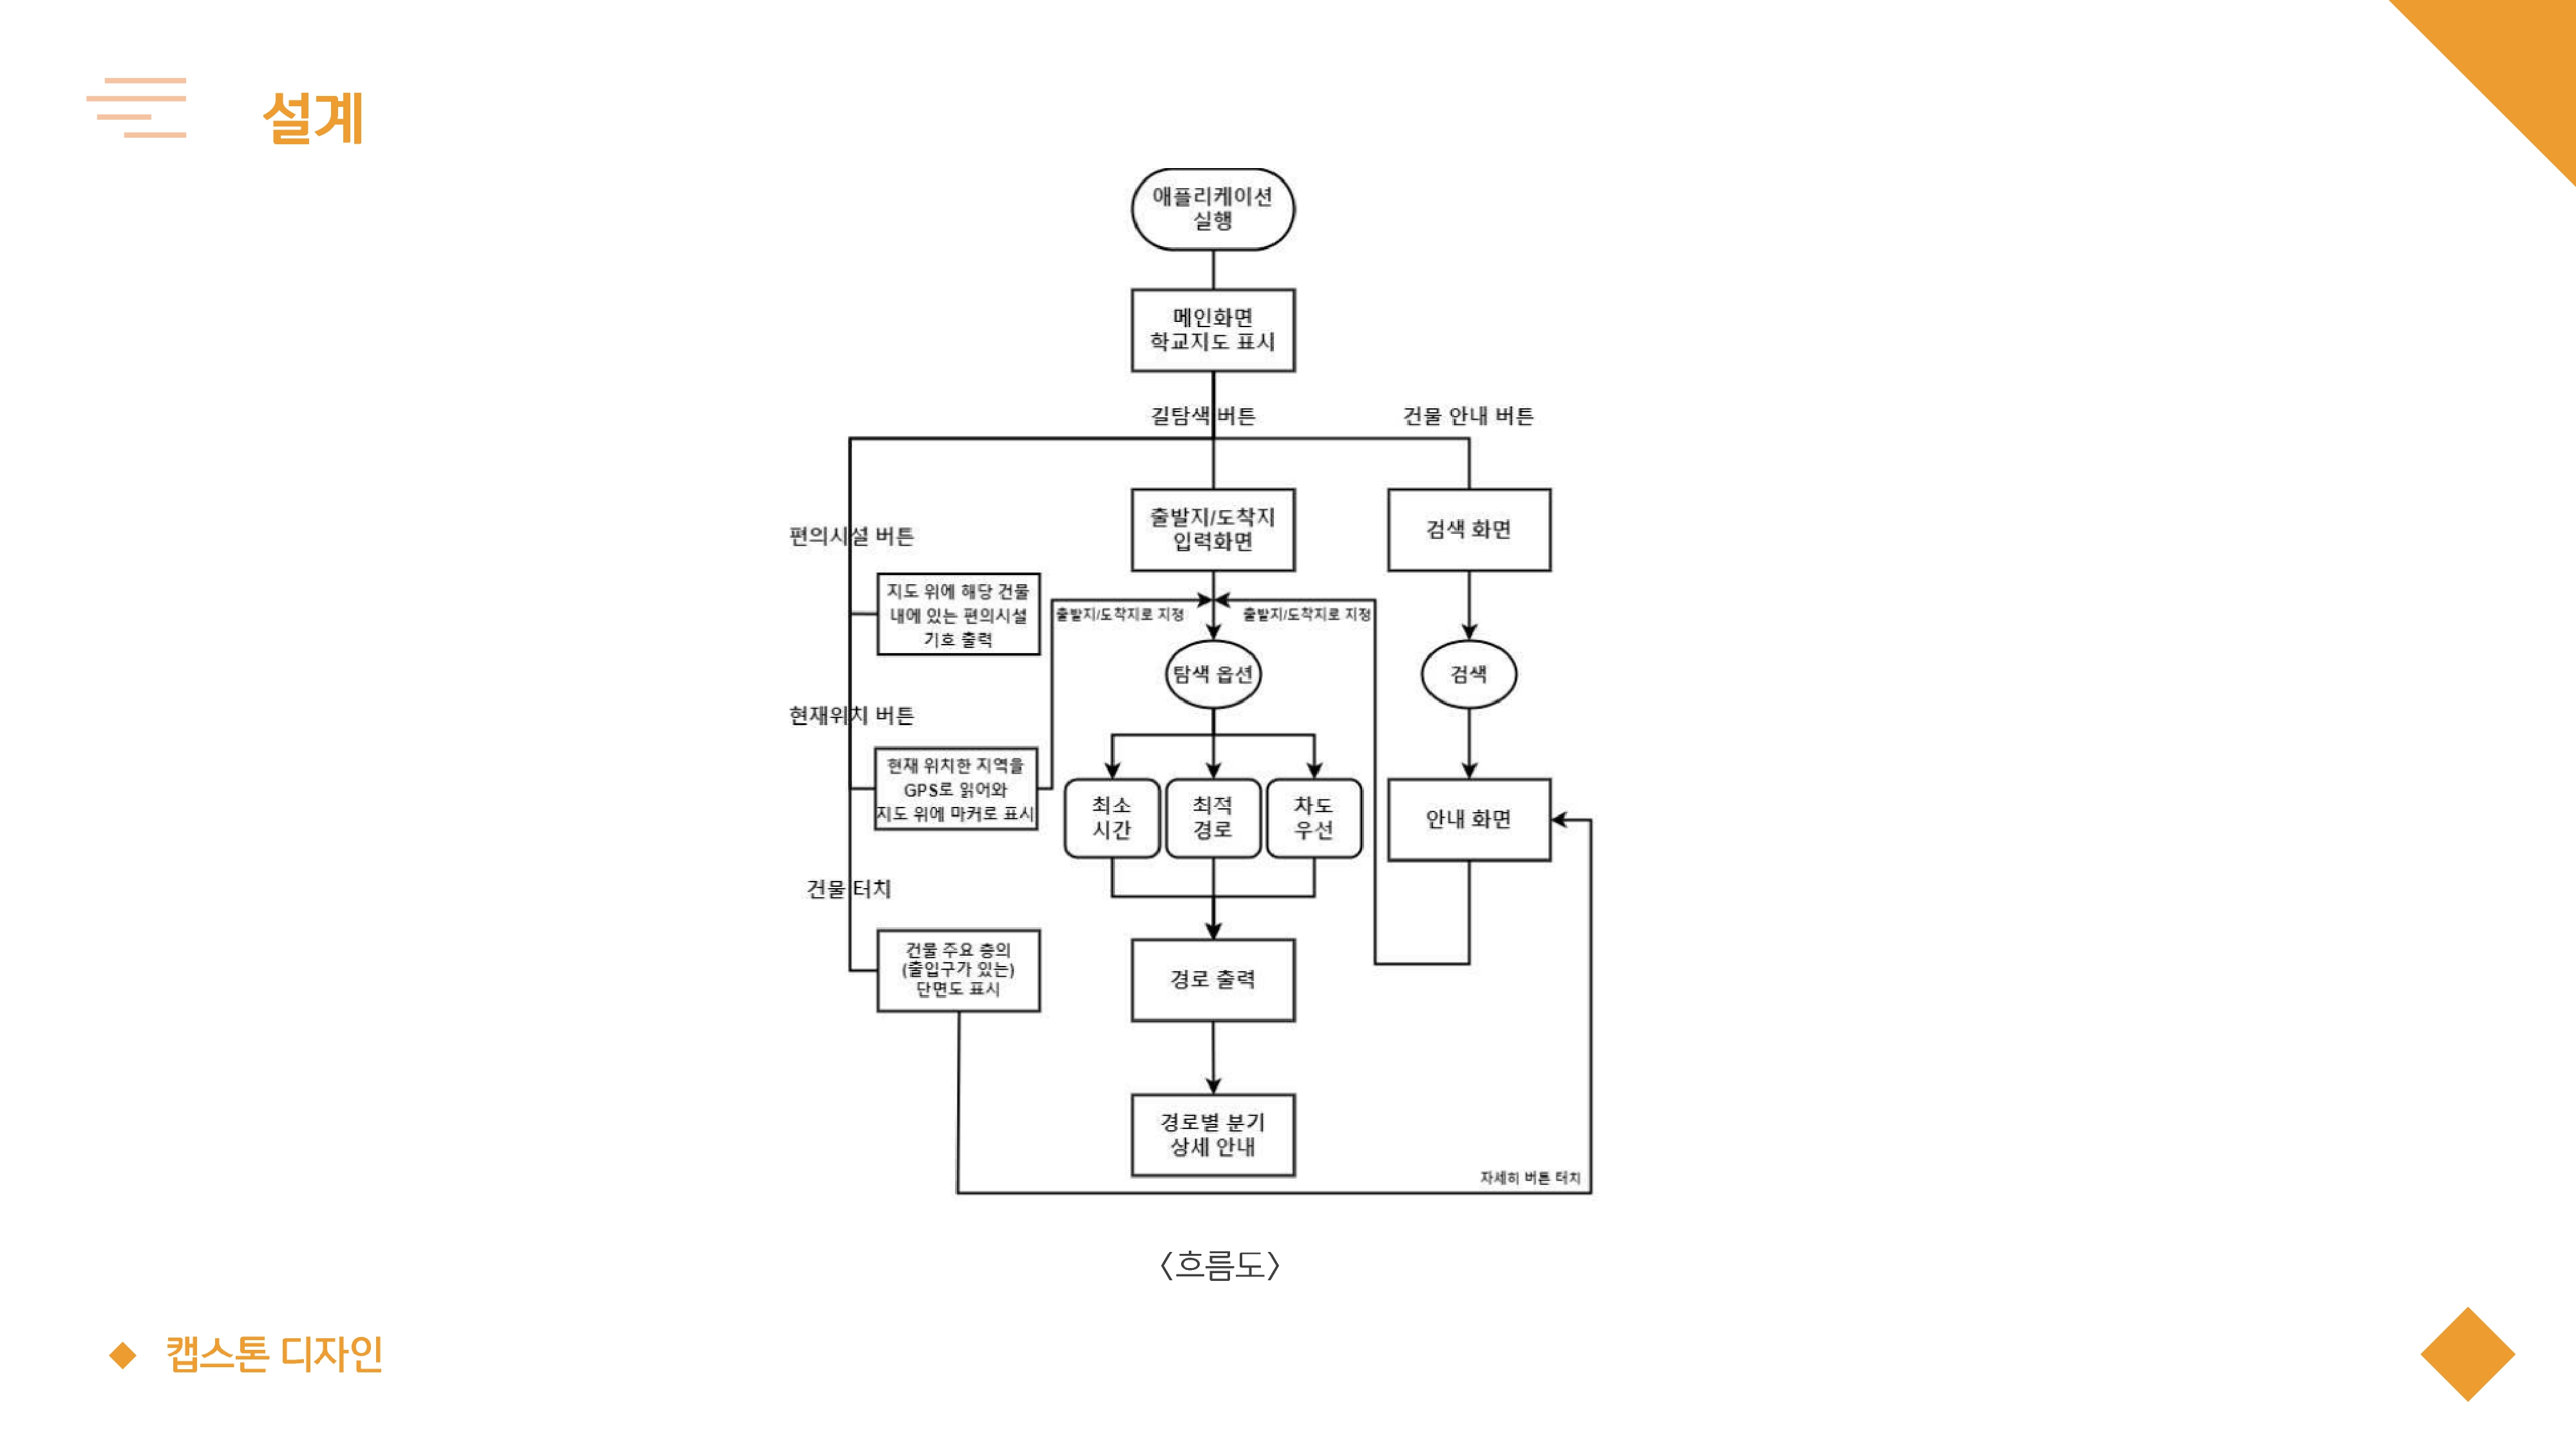 설계
애플리케이션
실행
메인화면
학교지도 표시
길탐색 버튼
건물 안내 버튼
편의시설 버튼
출발지/도착지
입력화면
검색 화면
지도 위에 해당 건물
내에 있는 편의시설
기호 출력
출발지/도착지로 지정
출발지/도착지로 지정
탐색 옵션
검색
현재위치 버튼
현재 위치한 지역을
GPS로 읽어와
지도 위에 마커로 표시
최소
시간
최적
경로
차도
우선
안내 화면
건물 터치
건물 주요 층의
(출입구가 있는)
단면도 표시
경로 출력
경로별 분기
상세 안내
자세히 버튼 터치
<흐름도>
캡스톤 디자인